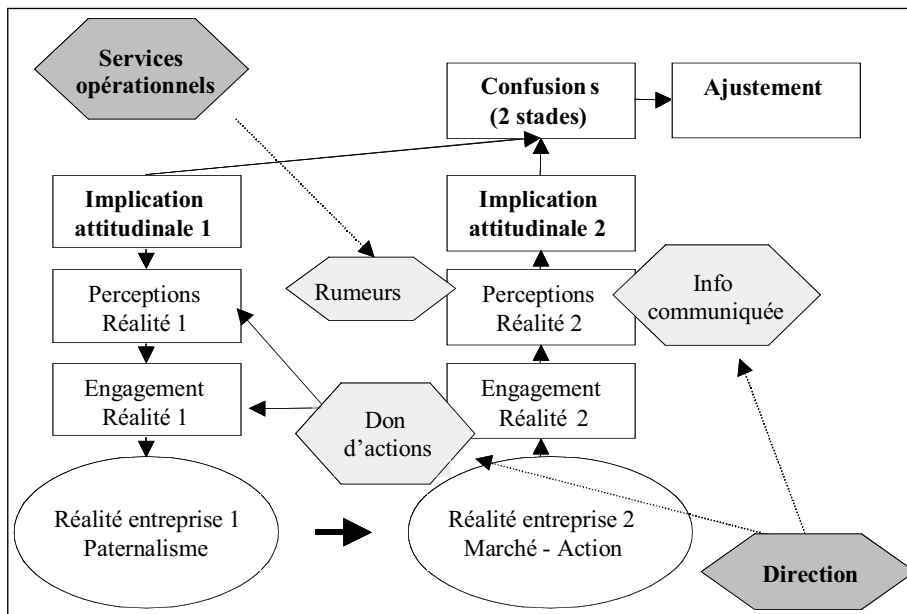 Services
opérationnels
Confusions
(2 stades)
Ajustement
Implication
attitudinale 1
Implication
attitudinale 2
Perceptions
Réalité 1
Rumeurs
Perceptions
Réalité 2
Info
communiquée
Engagement
Réalité 1
Don
d'actions
Engagement
Réalité 2
Réalité entreprise 1
Paternalisme
Réalité entreprise 2
Marché - Action
Direction